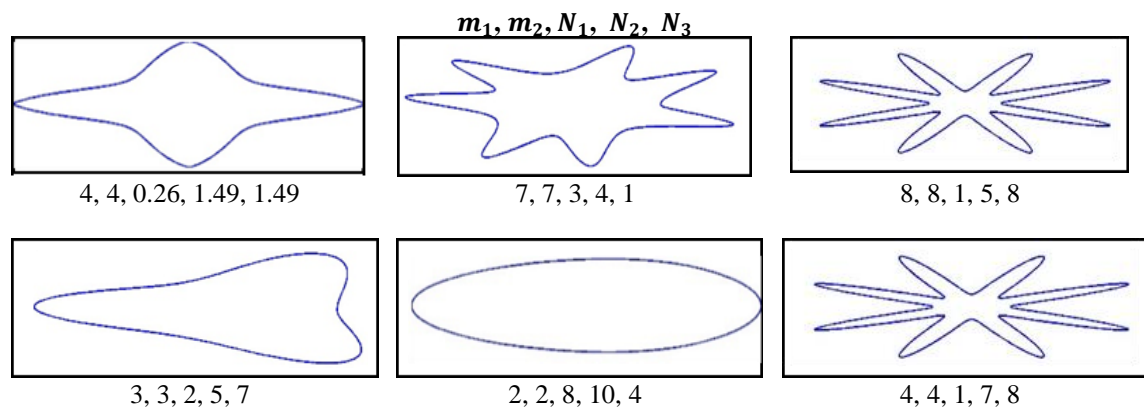 m₁, m₂, N₁, N₂, N₃
4, 4, 0.26, 1.49, 1.49
7, 7, 3, 4, 1
8, 8, 1, 5, 8
3, 3, 2, 5, 7
2, 2, 8, 10, 4
4, 4, 1, 7, 8